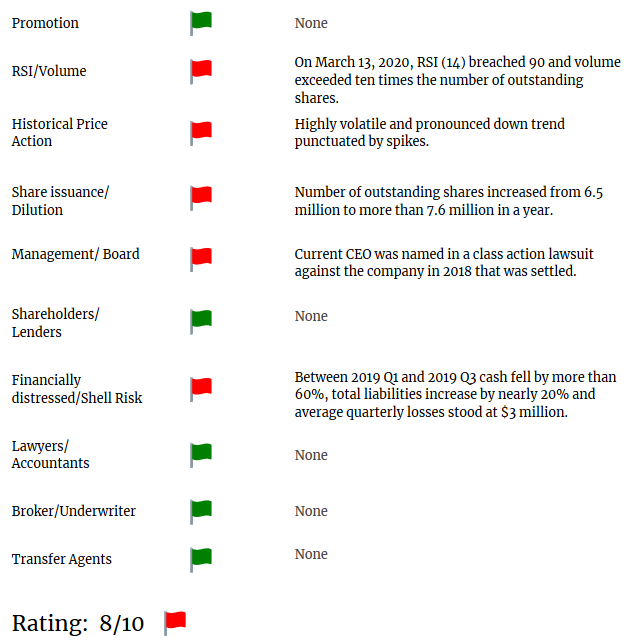 Promotion
None
RSI/Volume
On March 13, 2020, RSI (14) breached 90 and volume
exceeded ten times the number of outstanding
shares.
Historical Price
Action
Highly volatile and pronounced down trend
punctuated by spikes.
Share issuance/
Dilution
Number of outstanding shares increased from 6.5
million to more than 7.6 million in a year.
Management/ Board
Current CEO was named in a class action lawsuit
against the company in 2018 that was settled.
Shareholders/
Lenders
None
Financially
distressed/Shell Risk
Between 2019 Q1 and 2019 Q3 cash fell by more than
60%, total liabilities increase by nearly 20% and
average quarterly losses stood at $3 million.
Lawyers/
Accountants
None
Broker/Underwriter
None
Transfer Agents
None
Rating: 8/10